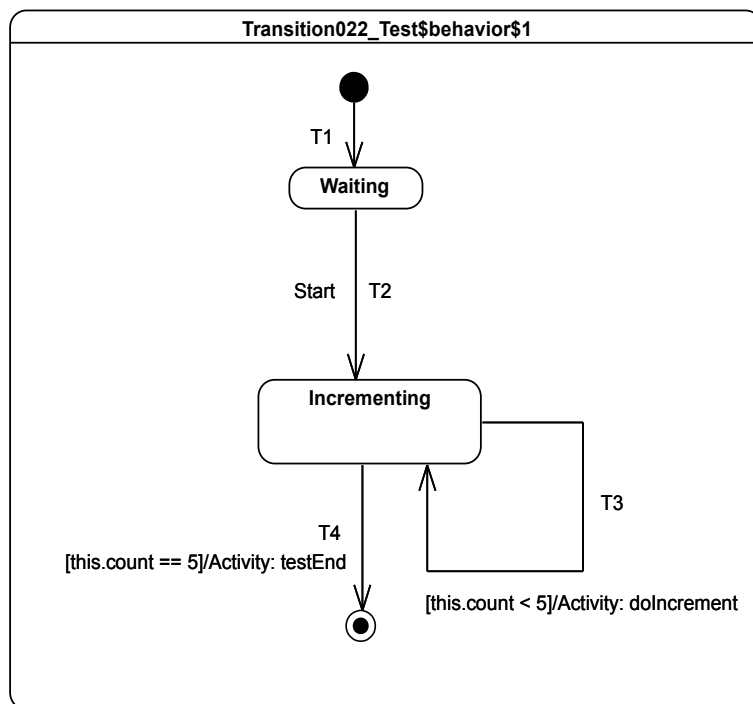 Transition022_Test$behavior$1
T1
Waiting
Start
T2
Incrementing
T3
T4
[this.count == 5]/Activity: testEnd
[this.count < 5]/Activity: doIncrement